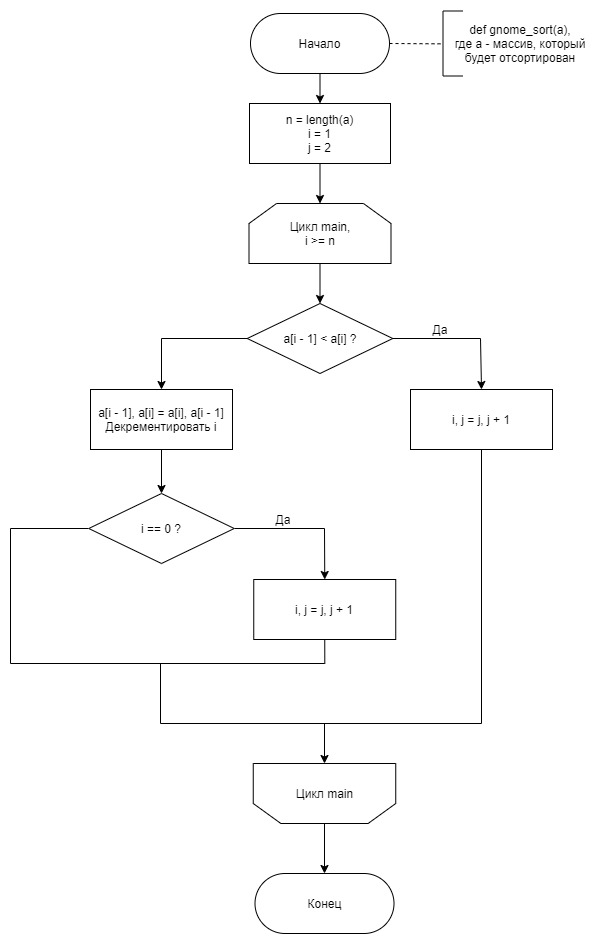 Начало
def gnome_sort(a),
где a - массив, который
будет отсортирован
n = length(a)
i = 1
j = 2
Цикл main,
i >= n
a[i - 1] < a[i] ?
Да
a[i - 1], a[i] = a[i], a[i - 1]
Декрементировать i
i, j = j, j + 1
i == 0 ?
Да
i, j = j, j + 1
Цикл main
Конец